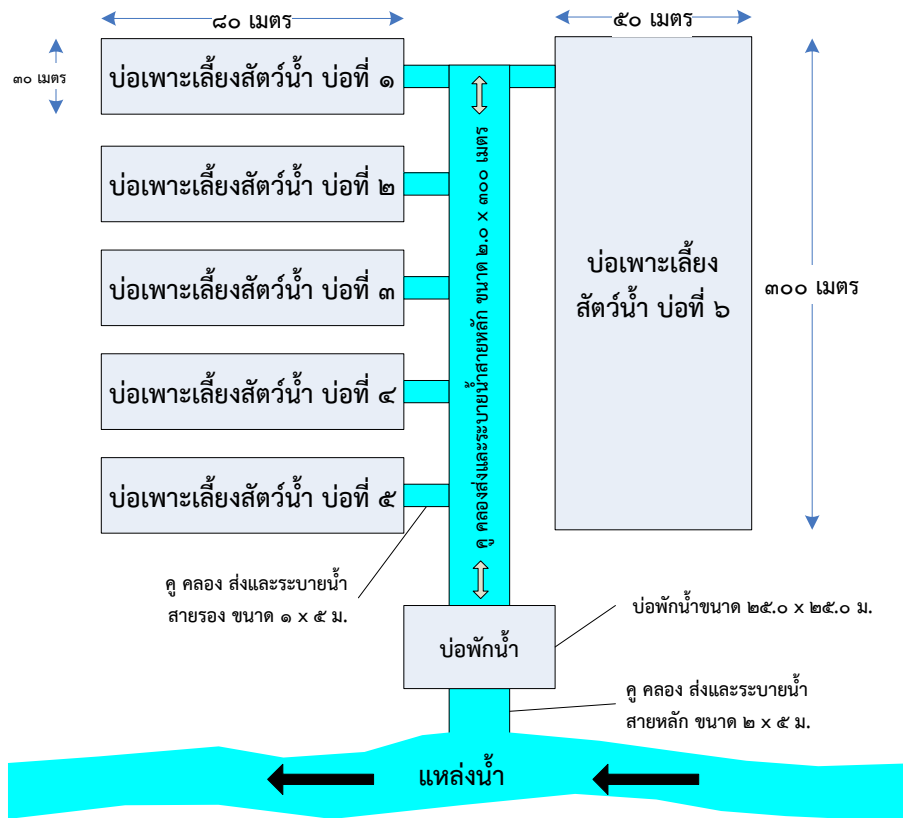 ๘๐ เมตร
๕๐ เมตร
๓๐ เมตร
บ่อเพาะเลี้ยงสัตว์น้ำ บ่อที่ ๑
บ่อเพาะเลี้ยงสัตว์น้ำ บ่อที่ ๒
บ่อเพาะเลี้ยงสัตว์น้ำ บ่อที่ ๓
บ่อเพาะเลี้ยงสัตว์น้ำ บ่อที่ ๔
บ่อเพาะเลี้ยงสัตว์น้ำ บ่อที่ ๕
คู คลองส่งและระบายน้ำสายหลัก ขนาด ๒.๐ x ๓๐๐ เมตร
บ่อเพาะเลี้ยง
สัตว์น้ำ บ่อที่ ๖
๓๐๐ เมตร
คู คลอง ส่งและระบายน้ำ
สายรอง ขนาด ๑ x ๕ ม.
บ่อพักน้ำขนาด ๒๕.๐ x ๒๕.๐ ม.
บ่อพักน้ำ
คู คลอง ส่งและระบายน้ำ
สายหลัก ขนาด ๒ x ๕ ม.
แหล่งน้ำ